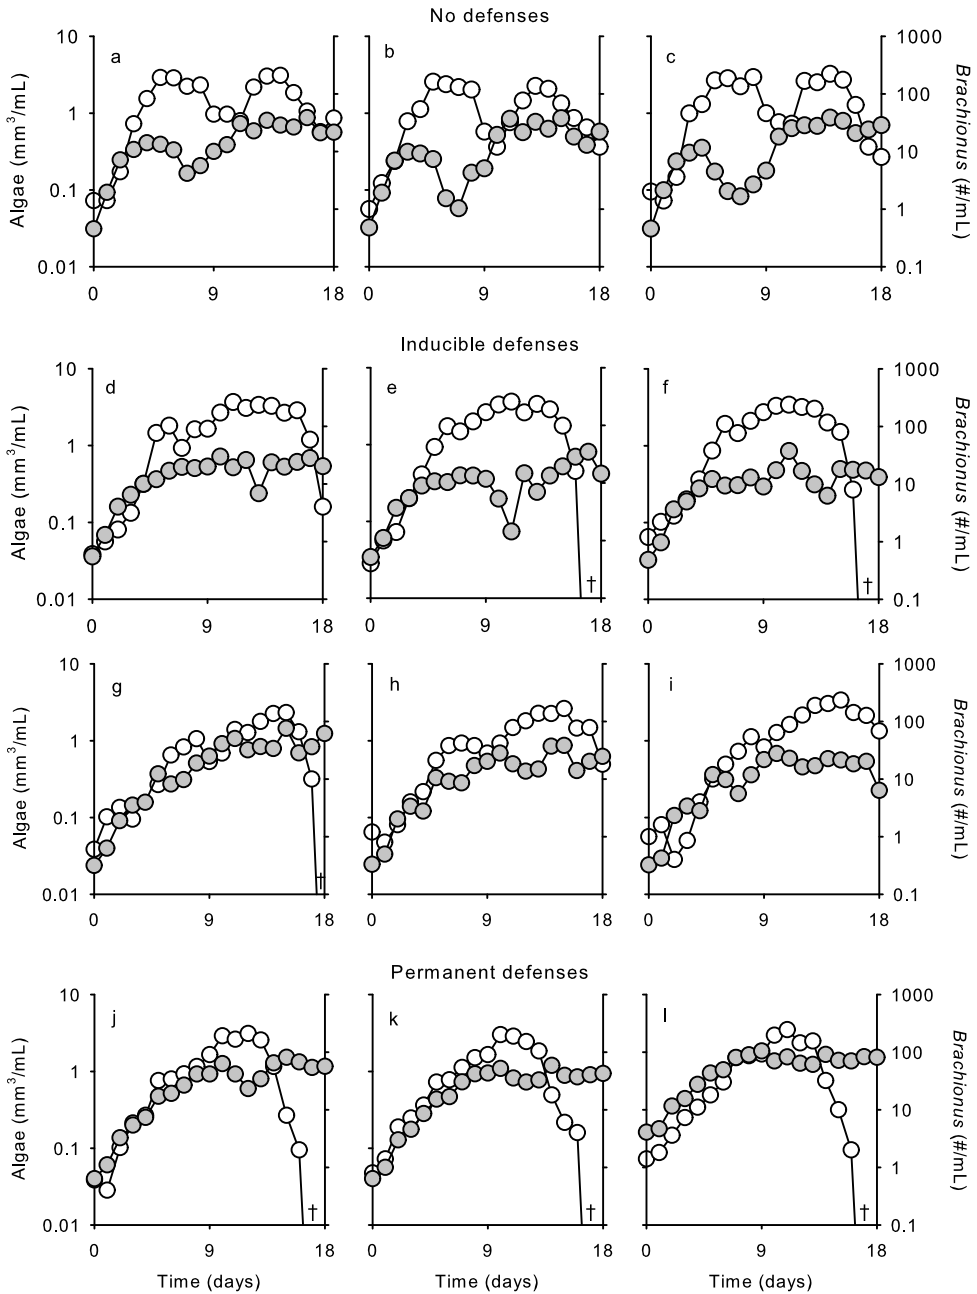 No defenses
10
1
0.1
0.01
Algae (mm³/mL)
a
b
c
1000
100
10
1
0.1
Brachionus (#/mL)
0 9 18
0 9 18
0 9 18
Inducible defenses
10
1
0.1
0.01
Algae (mm³/mL)
d
e
†
f
†
1000
100
10
1
0.1
Brachionus (#/mL)
0 9 18
0 9 18
0 9 18
10
1
0.1
0.01
Algae (mm³/mL)
g
†
h
i
1000
100
10
1
0.1
Brachionus (#/mL)
0 9 18
0 9 18
0 9 18
Permanent defenses
10
1
0.1
0.01
Algae (mm³/mL)
j
†
k
†
l
†
1000
100
10
1
0.1
Brachionus (#/mL)
0 9 18
0 9 18
0 9 18
Time (days)
Time (days)
Time (days)